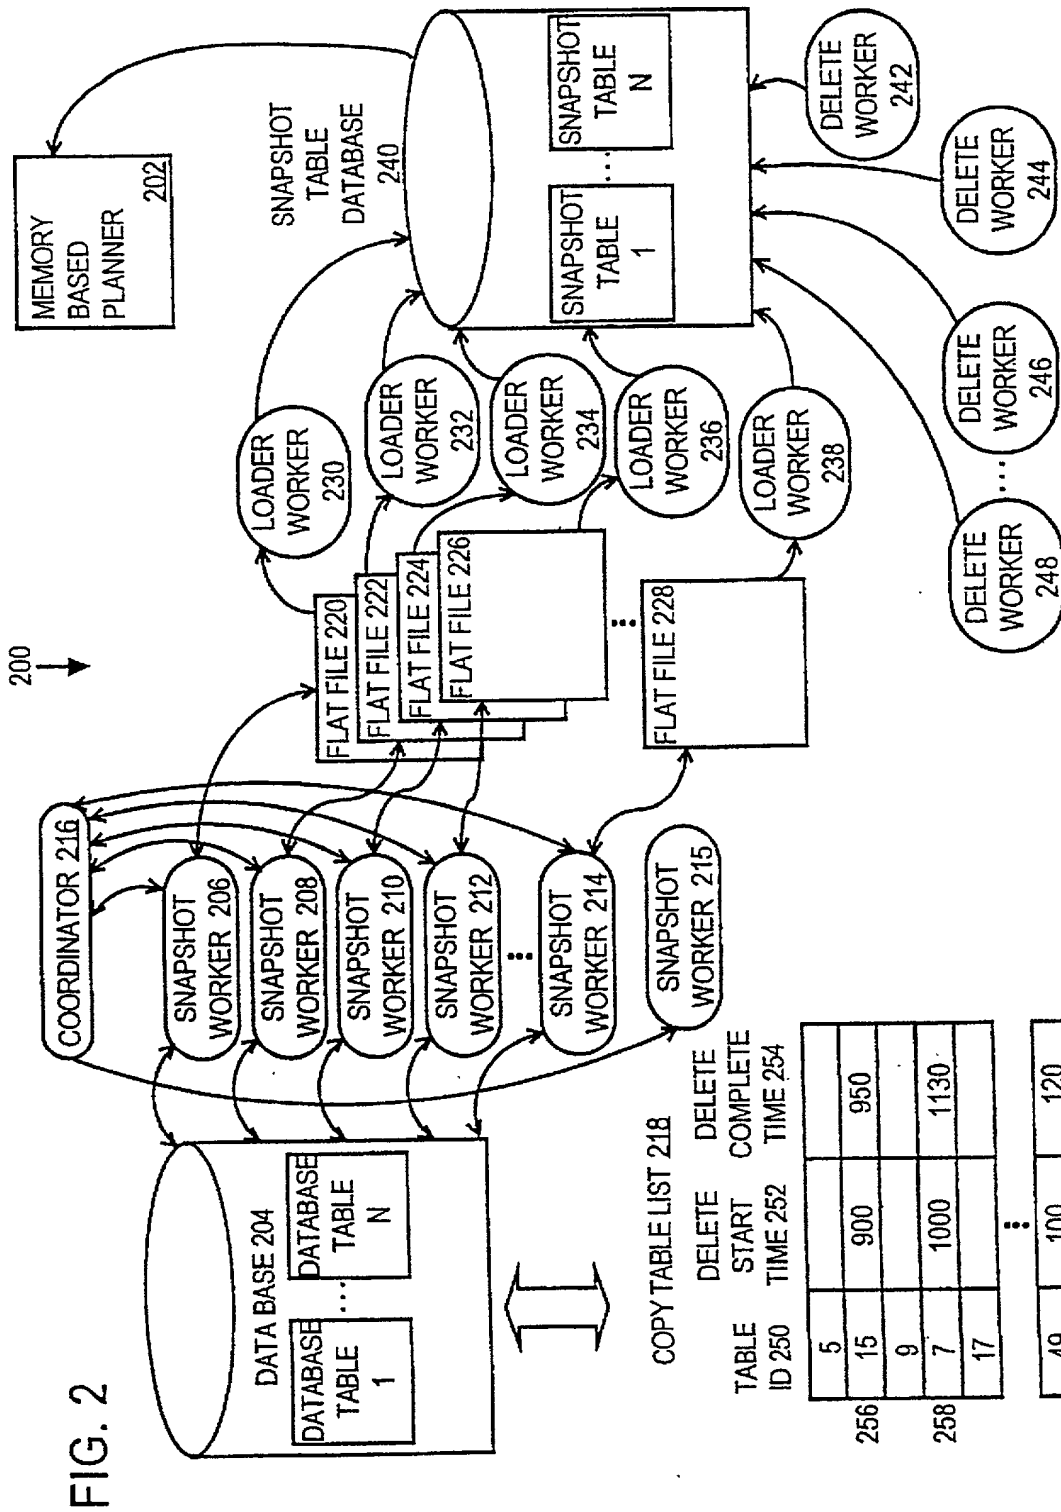 FIG. 2
200
DATA BASE 204
DATABASE
TABLE
1
...
DATABASE
TABLE
N
COORDINATOR 216
SNAPSHOT
WORKER 206
SNAPSHOT
WORKER 208
SNAPSHOT
WORKER 210
SNAPSHOT
WORKER 212
...
SNAPSHOT
WORKER 214
SNAPSHOT
WORKER 215
FLAT FILE 220
FLAT FILE 222
FLAT FILE 224
FLAT FILE 226
...
FLAT FILE 228
LOADER
WORKER
230
LOADER
WORKER
232
LOADER
WORKER
234
LOADER
WORKER
236
LOADER
WORKER
238
MEMORY
BASED
PLANNER
202
SNAPSHOT
TABLE
DATABASE
240
SNAPSHOT
TABLE
1
...
SNAPSHOT
TABLE
N
DELETE
WORKER
242
DELETE
WORKER
244
DELETE
WORKER
246
...
DELETE
WORKER
248
COPY TABLE LIST 218
TABLE
ID 250
DELETE
START
TIME 252
DELETE
COMPLETE
TIME 254
5
256 15 900 950
9
258 7 1000 1130
17
...
49 100 120